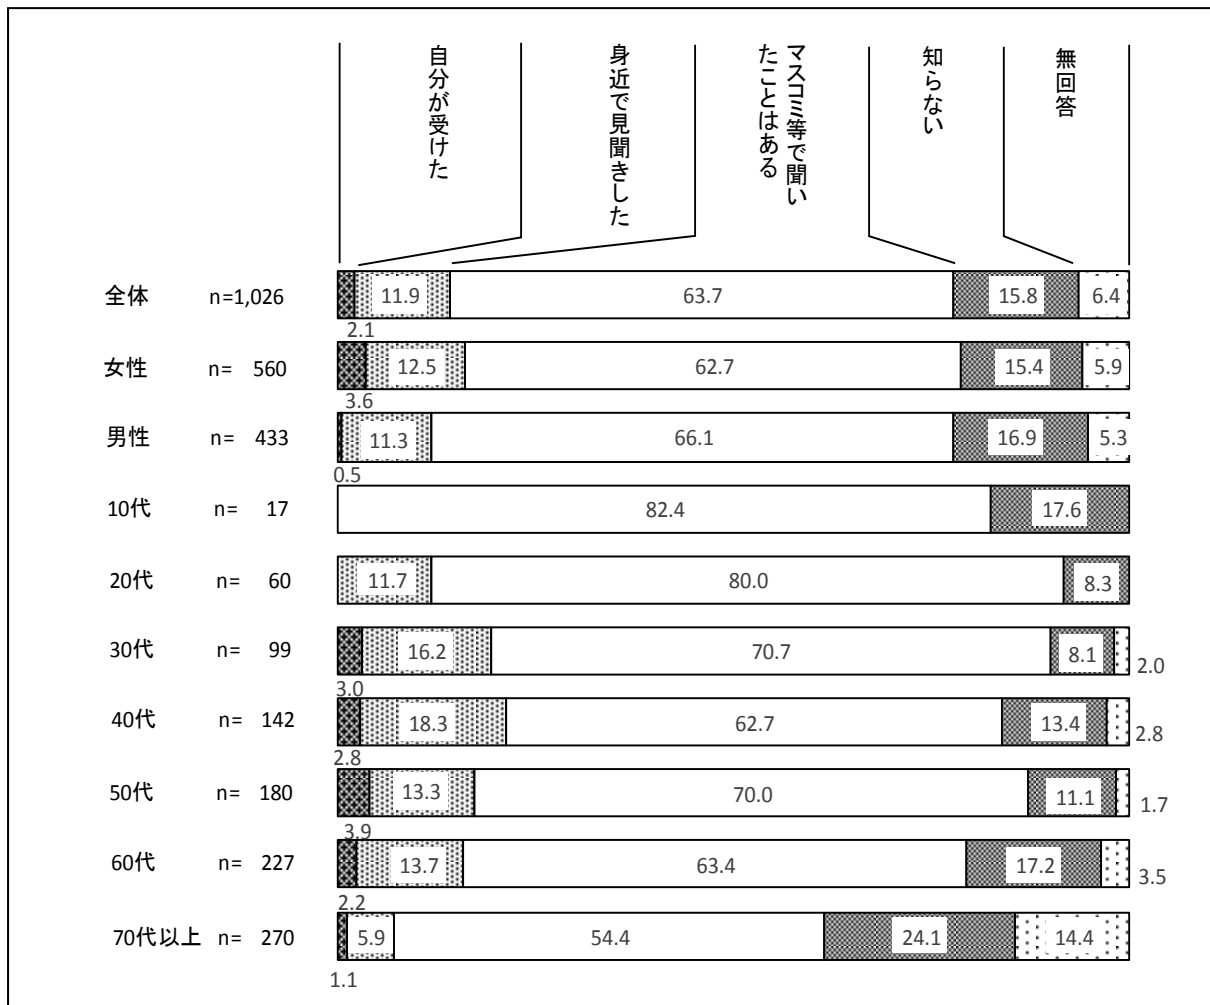 自分が受けた
身近で見聞きした
マスコミ等で聞い
たことはある
知らない
無回答
全体 n=1,026 11.9 63.7 15.8 6.4
2.1
女性 n= 560 12.5 62.7 15.4 5.9
3.6
男性 n= 433 11.3 66.1 16.9 5.3
0.5
10代 n= 17 82.4 17.6
20代 n= 60 11.7 80.0 8.3
30代 n= 99 16.2 70.7 8.1 2.0
3.0
40代 n= 142 18.3 62.7 13.4 2.8
2.8
50代 n= 180 13.3 70.0 11.1 1.7
3.9
60代 n= 227 13.7 63.4 17.2 3.5
2.2
70代以上 n= 270 5.9 54.4 24.1 14.4
1.1